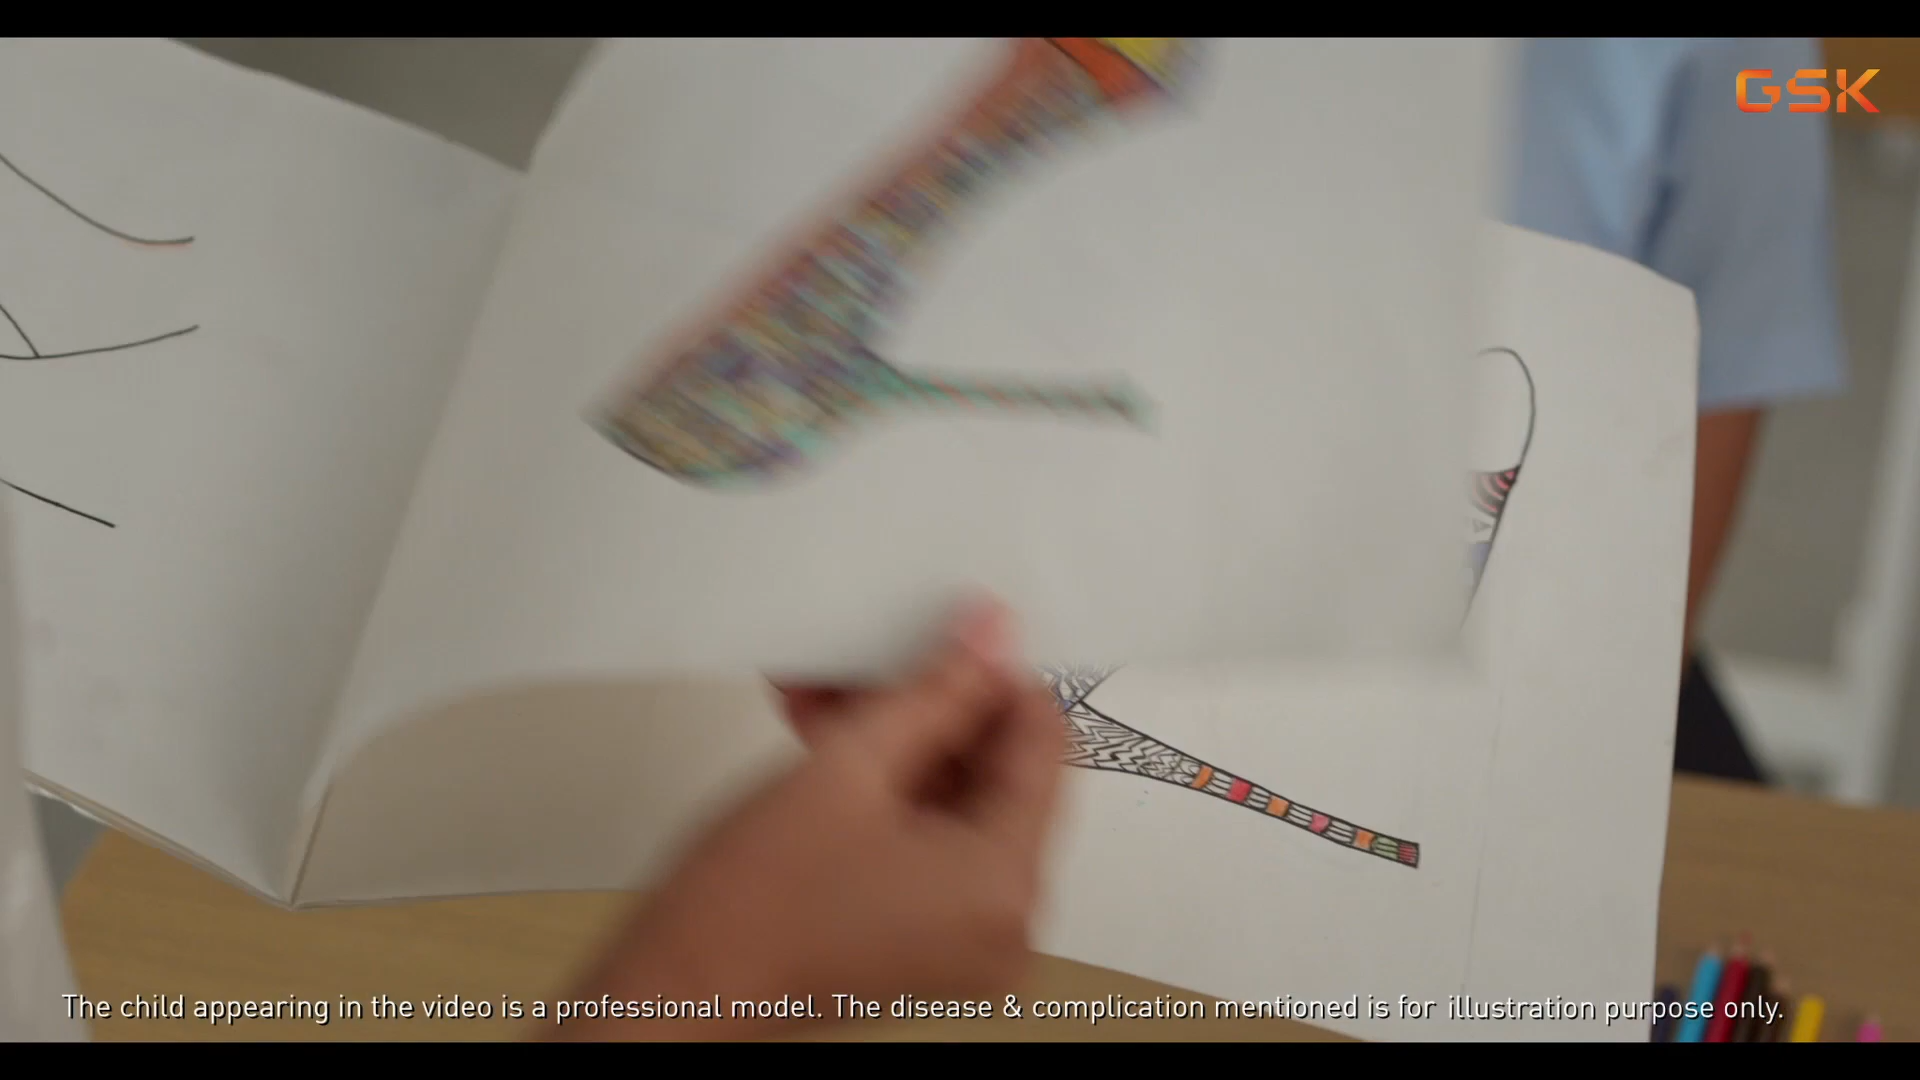 GSK
The child appearing in the video is a professional model. The disease & complication mentioned is for illustration purpose only.